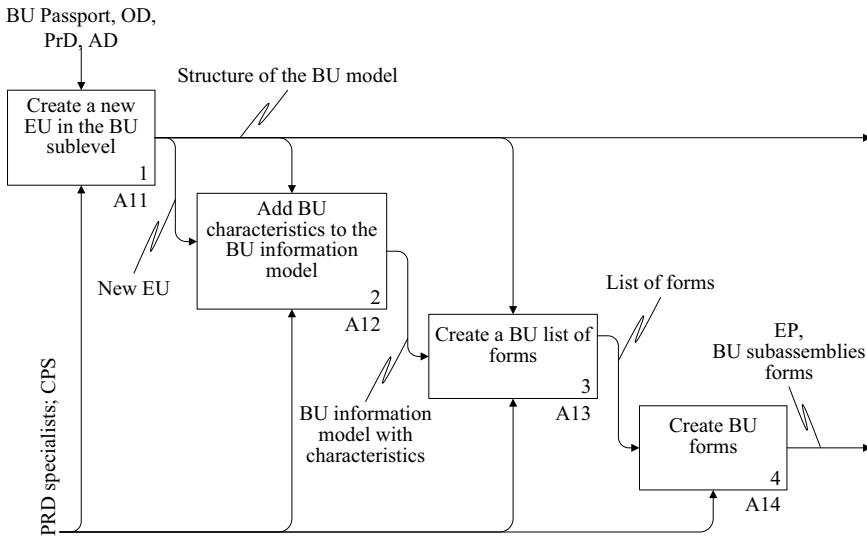 BU Passport, OD,
PrD, AD
Structure of the BU model
Create a new
EU in the BU
sublevel
1
A11
New EU
Add BU
characteristics to the
BU information
model
2
A12
BU information
model with
characteristics
List of forms
Create a BU list of
forms
3
A13
EP,
BU subassemblies
forms
Create BU
forms
4
A14
PRD specialists; CPS